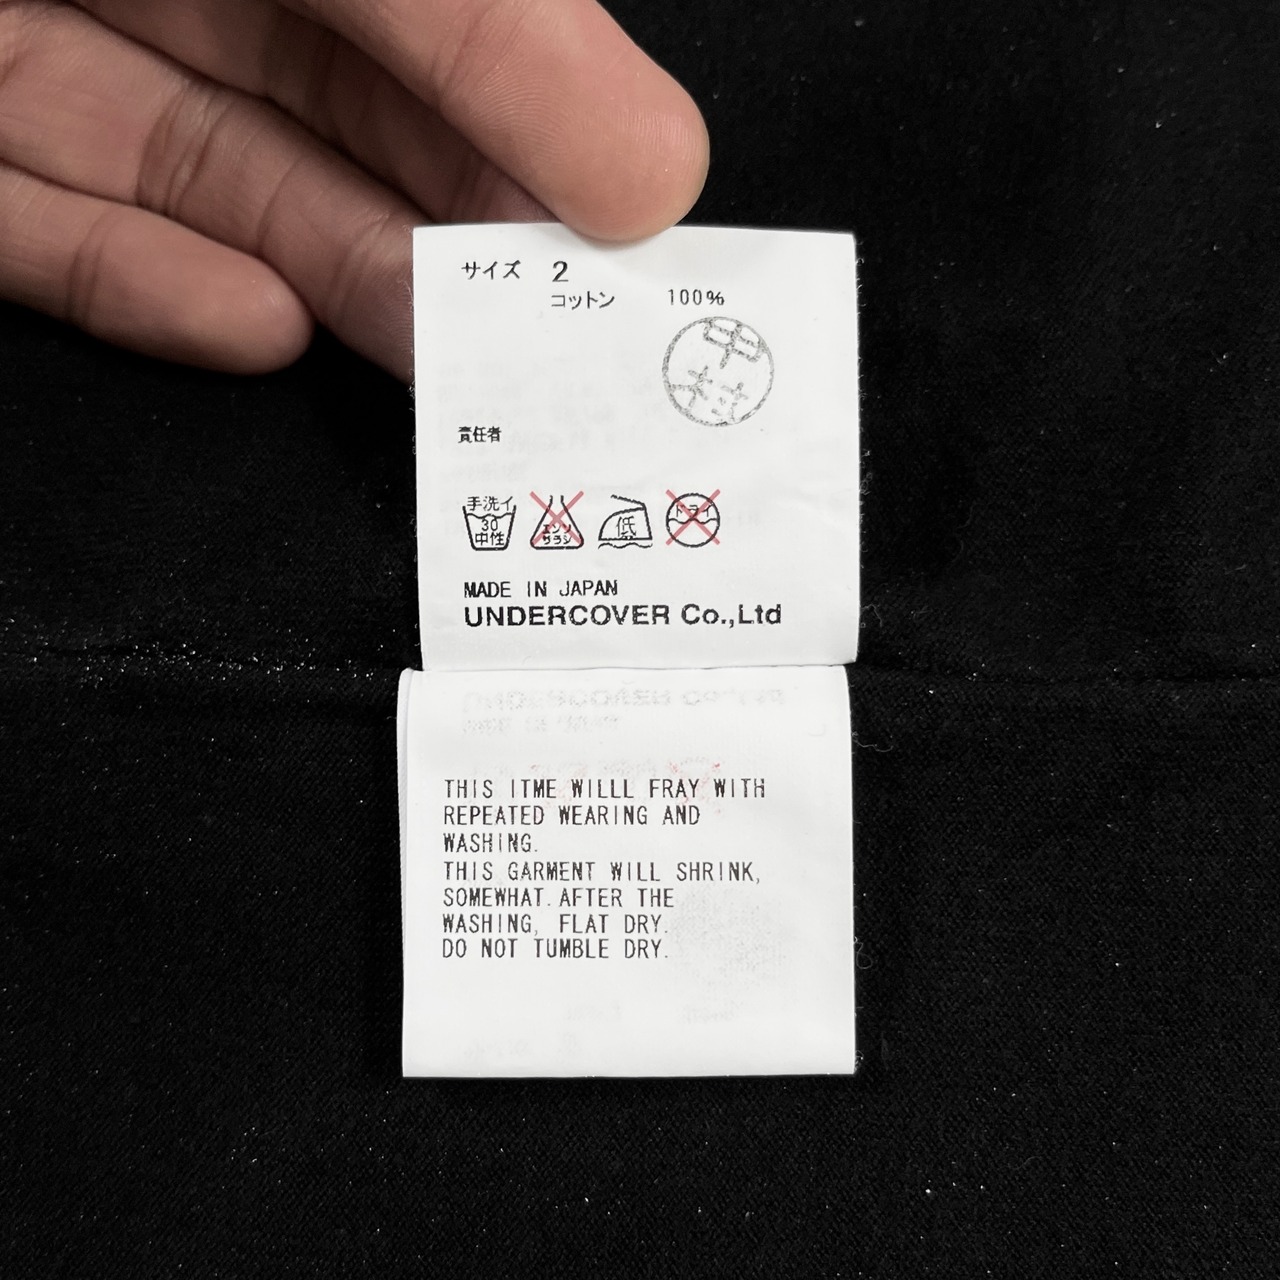 サイズ 2
コットン 100%
中村
責任者
手洗イ
30
中性
エンソ
サラシ
低
ドライ
MADE IN JAPAN
UNDERCOVER Co.,Ltd
THIS ITME WILLL FRAY WITH
REPEATED WEARING AND
WASHING.
THIS GARMENT WILL SHRINK,
SOMEWHAT. AFTER THE
WASHING, FLAT DRY.
DO NOT TUMBLE DRY.